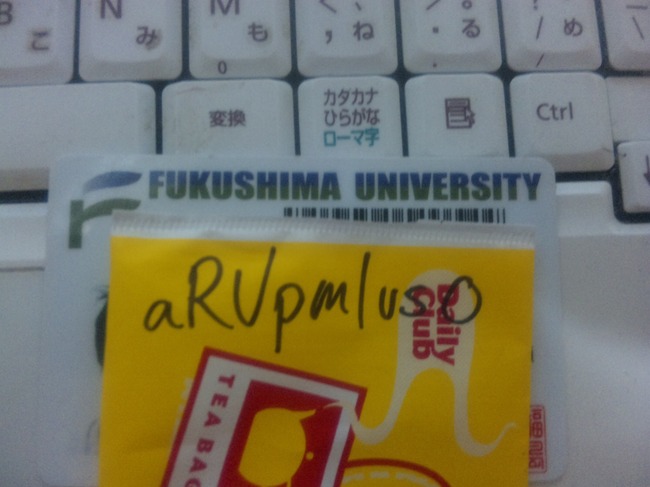 B こ
N み
M も
0
、
, ね
。
. る
/ め
\
変換
カタカナ
ひらがな
ローマ字
Ctrl
FUKUSHIMA UNIVERSITY
aRVpmluso
Daily
Club
TEA BAG